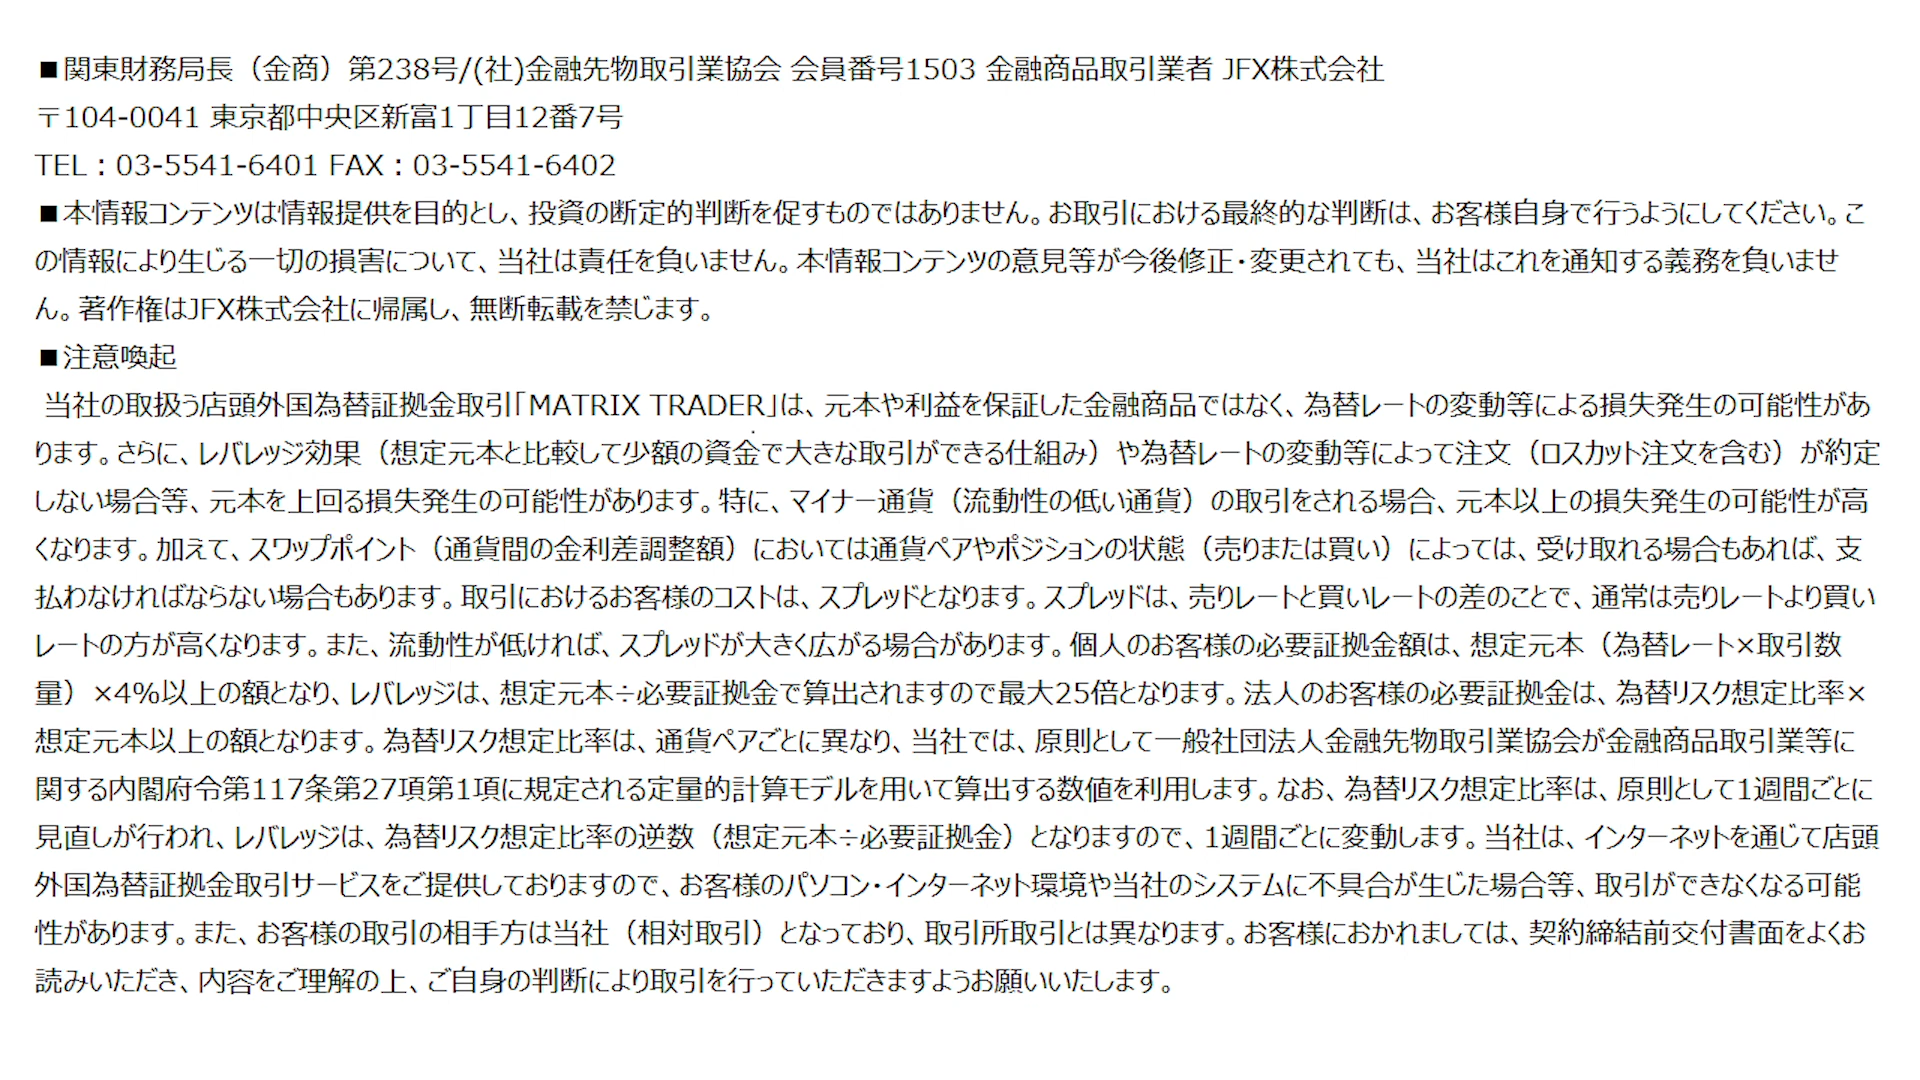 ■関東財務局長（金商）第238号/(社)金融先物取引業協会 会員番号1503 金融商品取引業者 JFX株式会社
〒104-0041 東京都中央区新富1丁目12番7号
TEL：03-5541-6401 FAX：03-5541-6402
■本情報コンテンツは情報提供を目的とし、投資の断定的判断を促すものではありません。お取引における最終的な判断は、お客様自身で行うようにしてください。こ
の情報により生じる一切の損害について、当社は責任を負いません。本情報コンテンツの意見等が今後修正・変更されても、当社はこれを通知する義務を負いませ
ん。著作権はJFX株式会社に帰属し、無断転載を禁じます。
■注意喚起
当社の取扱う店頭外国為替証拠金取引「MATRIX TRADER」は、元本や利益を保証した金融商品ではなく、為替レートの変動等による損失発生の可能性があ
ります。さらに、レバレッジ効果（想定元本と比較して少額の資金で大きな取引ができる仕組み）や為替レートの変動等によって注文（ロスカット注文を含む）が約定
しない場合等、元本を上回る損失発生の可能性があります。特に、マイナー通貨（流動性の低い通貨）の取引をされる場合、元本以上の損失発生の可能性が高
くなります。加えて、スワップポイント（通貨間の金利差調整額）においては通貨ペアやポジションの状態（売りまたは買い）によっては、受け取れる場合もあれば、支
払わなければならない場合もあります。取引におけるお客様のコストは、スプレッドとなります。スプレッドは、売りレートと買いレートの差のことで、通常は売りレートより買い
レートの方が高くなります。また、流動性が低ければ、スプレッドが大きく広がる場合があります。個人のお客様の必要証拠金額は、想定元本（為替レート×取引数
量）×4%以上の額となり、レバレッジは、想定元本÷必要証拠金で算出されますので最大25倍となります。法人のお客様の必要証拠金は、為替リスク想定比率×
想定元本以上の額となります。為替リスク想定比率は、通貨ペアごとに異なり、当社では、原則として一般社団法人金融先物取引業協会が金融商品取引業等に
関する内閣府令第117条第27項第1項に規定される定量的計算モデルを用いて算出する数値を利用します。なお、為替リスク想定比率は、原則として1週間ごとに
見直しが行われ、レバレッジは、為替リスク想定比率の逆数（想定元本÷必要証拠金）となりますので、1週間ごとに変動します。当社は、インターネットを通じて店頭
外国為替証拠金取引サービスをご提供しておりますので、お客様のパソコン・インターネット環境や当社のシステムに不具合が生じた場合等、取引ができなくなる可能
性があります。また、お客様の取引の相手方は当社（相対取引）となっており、取引所取引とは異なります。お客様におかれましては、契約締結前交付書面をよくお
読みいただき、内容をご理解の上、ご自身の判断により取引を行っていただきますようお願いいたします。